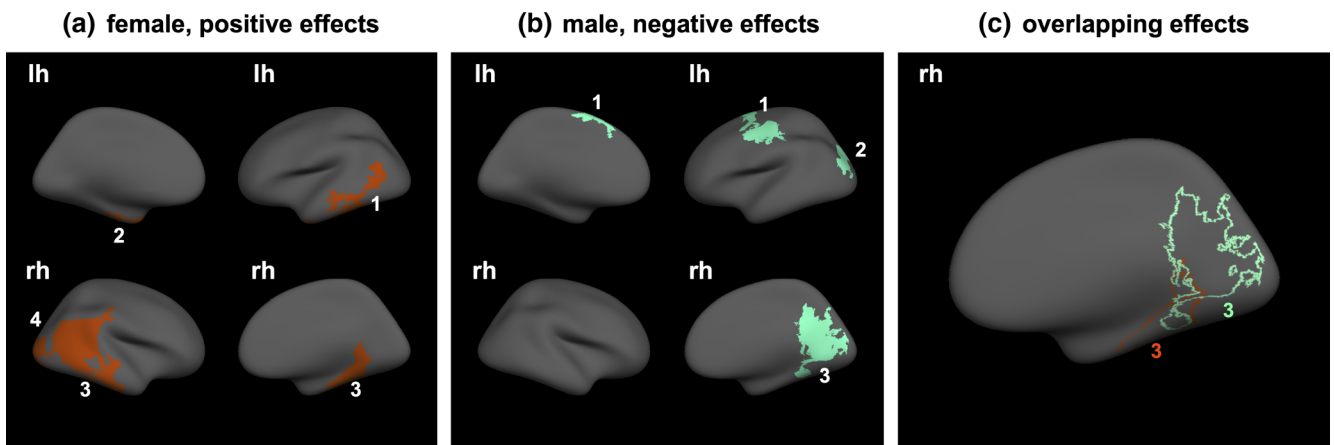 (a) female, positive effects
(b) male, negative effects
(c) overlapping effects
lh
lh
2
1
rh
rh
4
3
3
lh
lh
1
1
2
rh
rh
3
rh
3
3